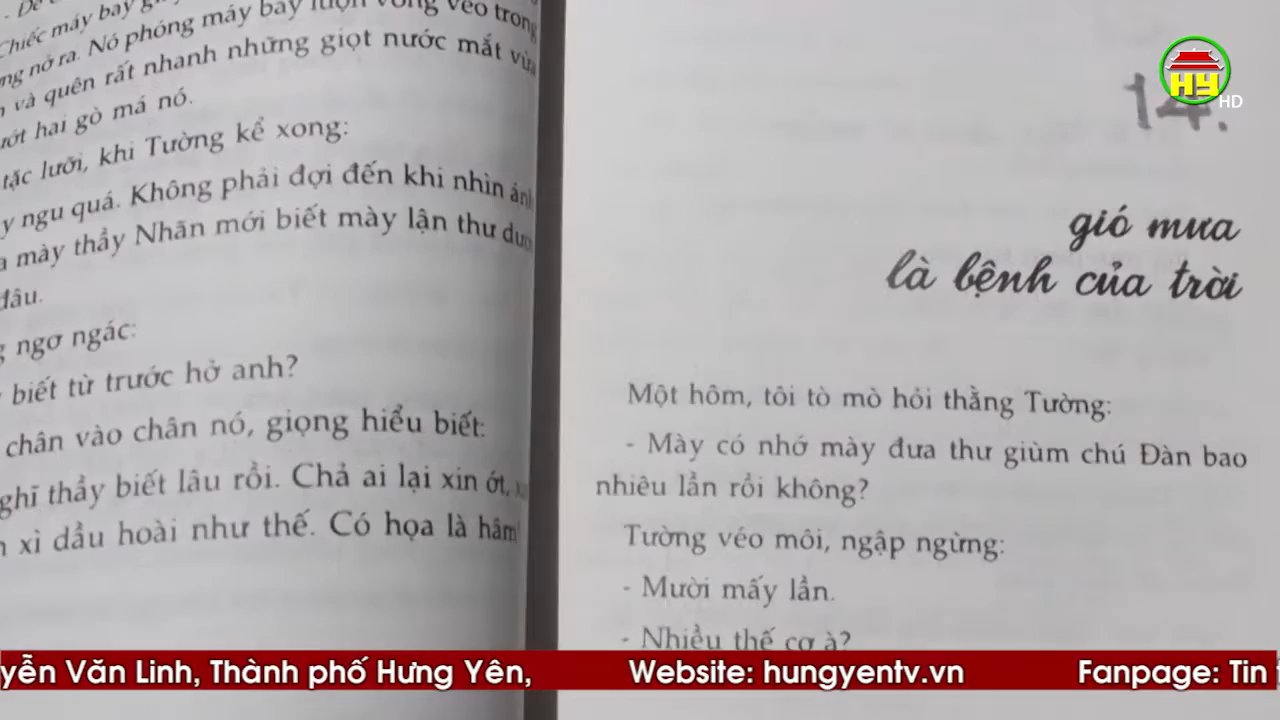 - Dễ
Chiếc máy bay
nở ra. Nó phóng máy bay lượn vòng vèo trong
và quên rất nhanh những giọt nước mắt vừa
ướt hai gò má nó.
tặc lưỡi, khi Tường kể xong:
ngu quá. Không phải đợi đến khi nhìn ánh
mày thầy Nhãn mới biết mày lận thư dưới
đâu.
ngơ ngác:
biết từ trước hở anh?
chân vào chân nó, giọng hiểu biết:
thầy biết lâu rồi. Chả ai lại xin ớt,
xì dầu hoài như thế. Có họa là hâm
HY HD
14.
gió mưa
là bệnh của trời
Một hôm, tôi tò mò hỏi thằng Tường:
- Mày có nhớ mày đưa thư giùm chú Đàn bao
nhiêu lần rồi không?
Tường véo môi, ngập ngừng:
- Mười mấy lần.
- Nhiều thế cơ à?
yễn Văn Linh, Thành phố Hưng Yên, Website: hungyentv.vn Fanpage: Tin